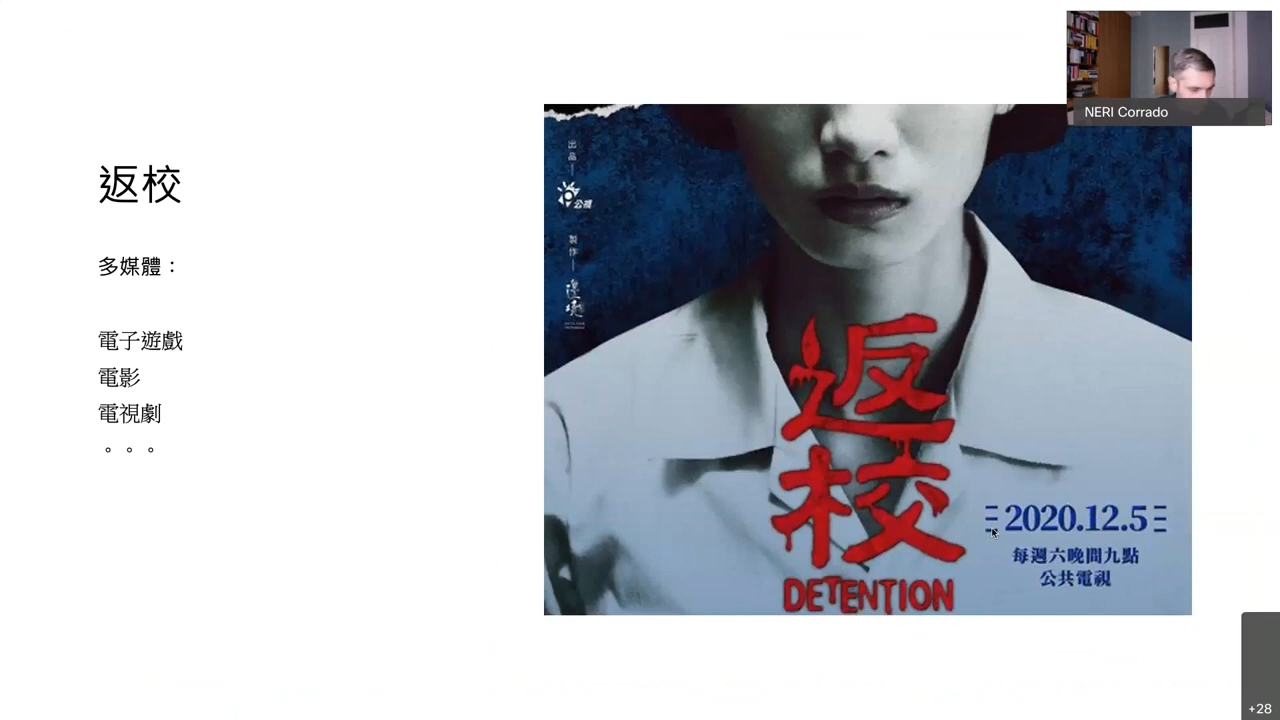 返校
多媒體：
電子遊戲
電影
電視劇
。。。
出品
公視
製作
返校
DETENTION
2020.12.5
每週六晚間九點
公共電視
NERI Corrado
+28